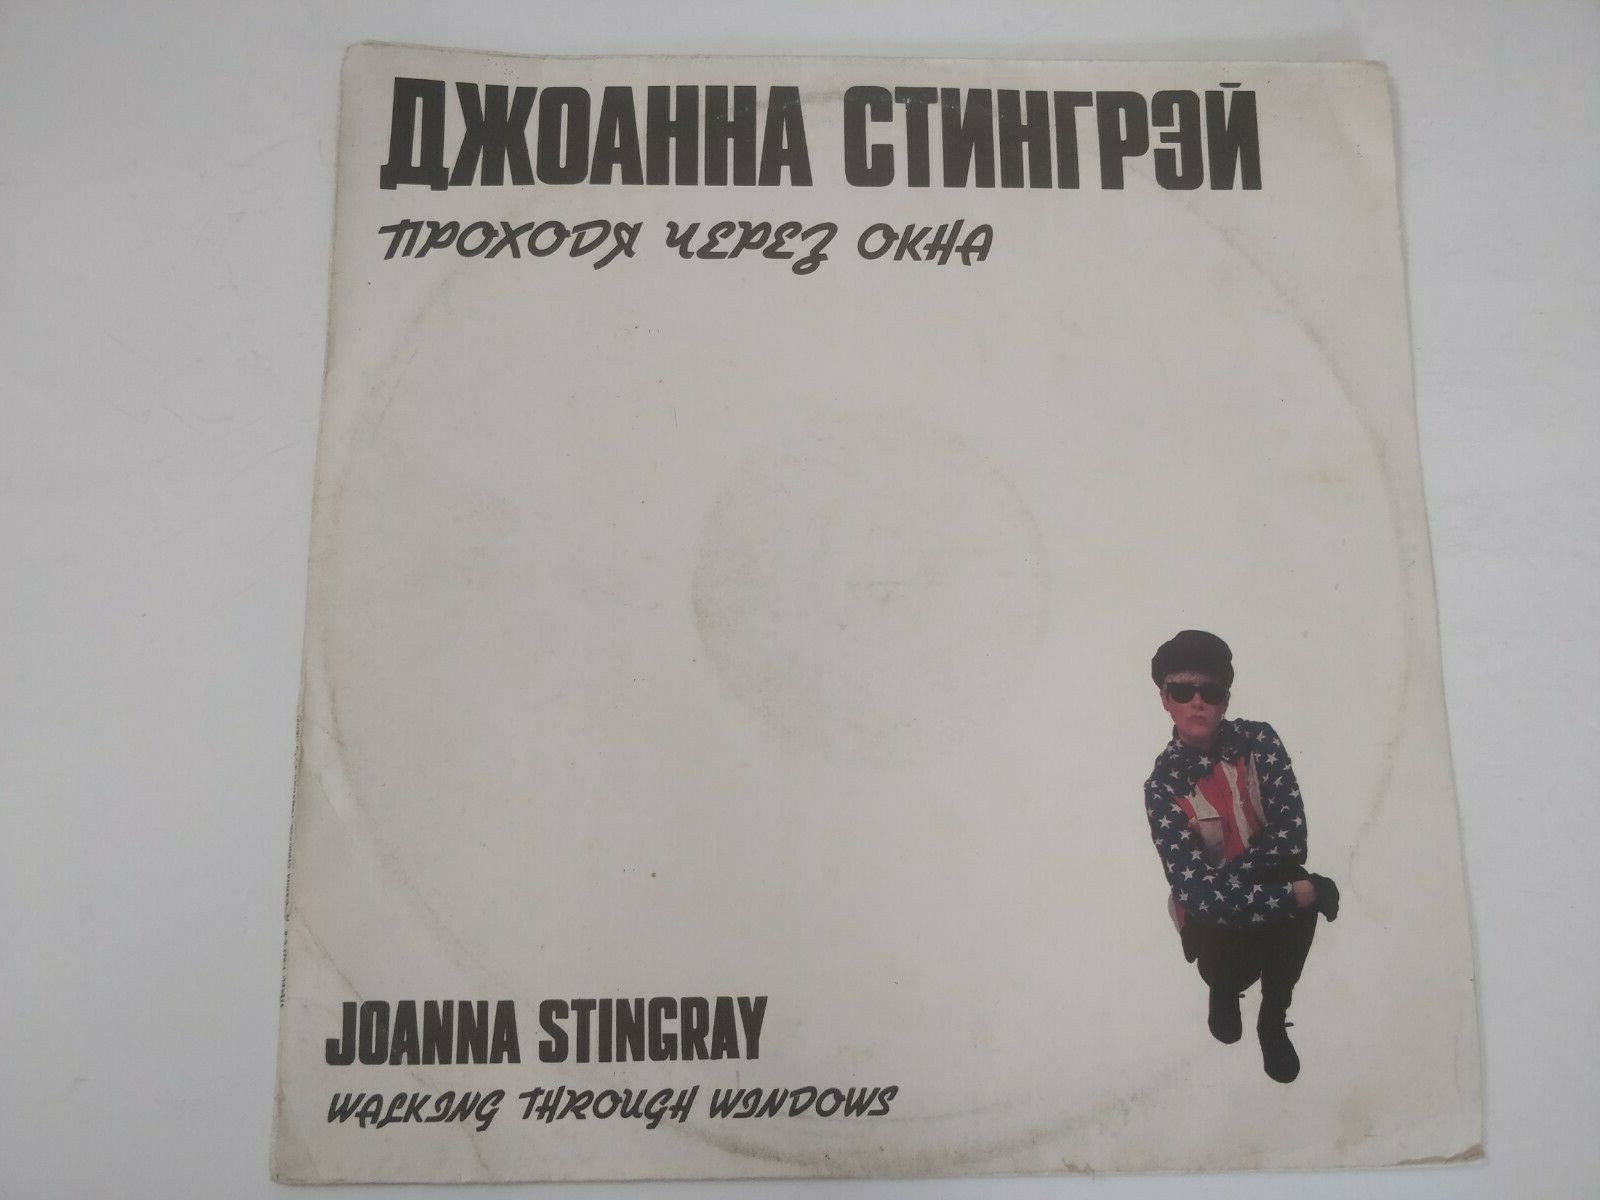 ДЖОАННА СТИНГРЭЙ
ПРОХОДЯ ЧЕРЕЗ ОКНА
JOANNA STINGRAY
WALKING THROUGH WINDOWS